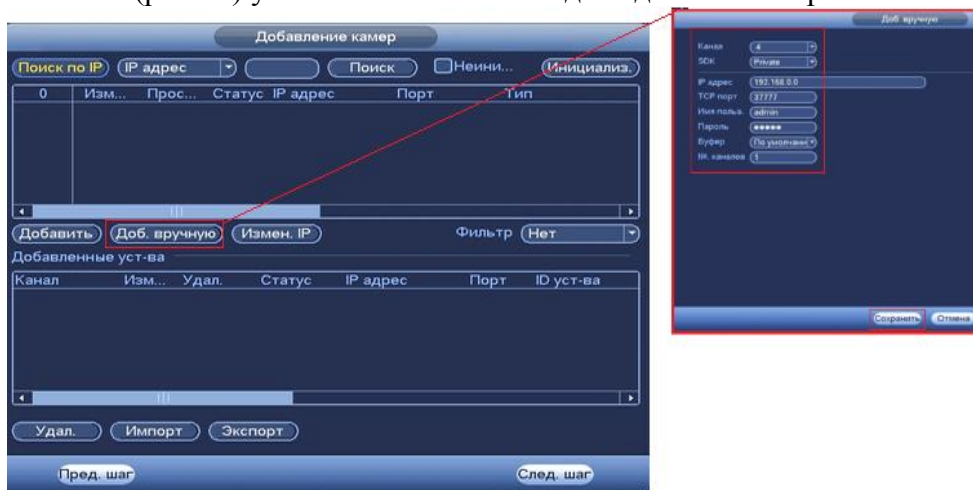 Добавление камер
Поиск по IP IP адрес Поиск Неини... Инициализ.
0 Изм... Прос... Статус IP адрес Порт Тип
Добавить Доб. вручную Измен. IP Фильтр Нет
Добавленные уст-ва
Канал Изм... Удал. Статус IP адрес Порт ID уст-ва
Удал. Импорт Экспорт
Пред. шаг След. шаг
Доб. вручную
Канал 4
SDK Private
IP адрес 192.168.0.0
TCP порт 37777
Имя польз. admin
Пароль ●●●●●
Буфер По умолчани
№. каналов 1
Сохранить Отмена